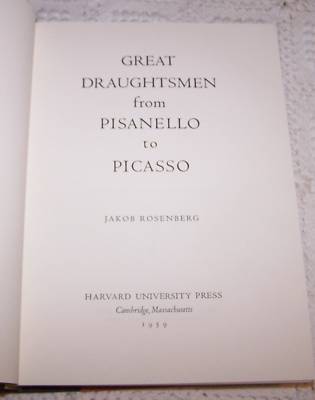 GREAT
DRAUGHTSMEN
from
PISANELLO
to
PICASSO
JAKOB ROSENBERG
HARVARD UNIVERSITY PRESS
Cambridge, Massachusetts
1959